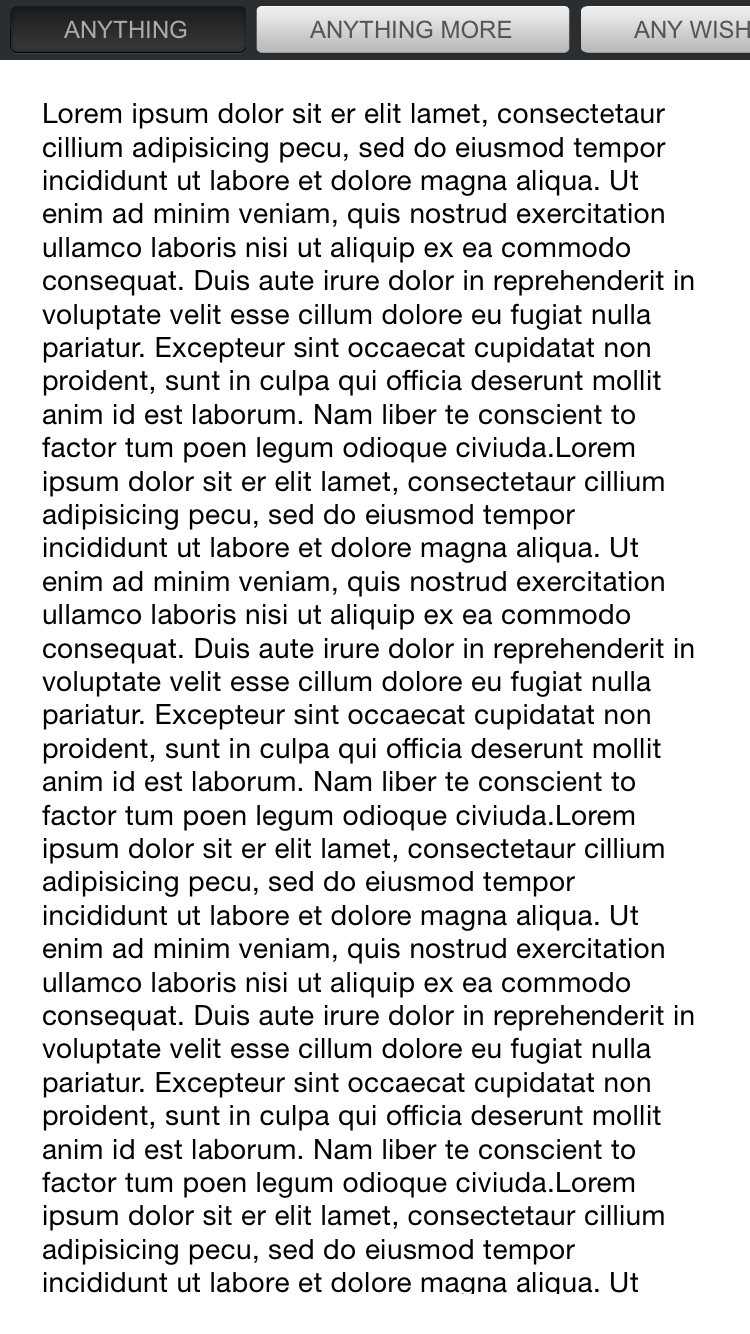 ANYTHING ANYTHING MORE ANY WISH
Lorem ipsum dolor sit er elit lamet, consectetaur
cillium adipisicing pecu, sed do eiusmod tempor
incididunt ut labore et dolore magna aliqua. Ut
enim ad minim veniam, quis nostrud exercitation
ullamco laboris nisi ut aliquip ex ea commodo
consequat. Duis aute irure dolor in reprehenderit in
voluptate velit esse cillum dolore eu fugiat nulla
pariatur. Excepteur sint occaecat cupidatat non
proident, sunt in culpa qui officia deserunt mollit
anim id est laborum. Nam liber te conscient to
factor tum poen legum odioque civiuda.Lorem
ipsum dolor sit er elit lamet, consectetaur cillium
adipisicing pecu, sed do eiusmod tempor
incididunt ut labore et dolore magna aliqua. Ut
enim ad minim veniam, quis nostrud exercitation
ullamco laboris nisi ut aliquip ex ea commodo
consequat. Duis aute irure dolor in reprehenderit in
voluptate velit esse cillum dolore eu fugiat nulla
pariatur. Excepteur sint occaecat cupidatat non
proident, sunt in culpa qui officia deserunt mollit
anim id est laborum. Nam liber te conscient to
factor tum poen legum odioque civiuda.Lorem
ipsum dolor sit er elit lamet, consectetaur cillium
adipisicing pecu, sed do eiusmod tempor
incididunt ut labore et dolore magna aliqua. Ut
enim ad minim veniam, quis nostrud exercitation
ullamco laboris nisi ut aliquip ex ea commodo
consequat. Duis aute irure dolor in reprehenderit in
voluptate velit esse cillum dolore eu fugiat nulla
pariatur. Excepteur sint occaecat cupidatat non
proident, sunt in culpa qui officia deserunt mollit
anim id est laborum. Nam liber te conscient to
factor tum poen legum odioque civiuda.Lorem
ipsum dolor sit er elit lamet, consectetaur cillium
adipisicing pecu, sed do eiusmod tempor
incididunt ut labore et dolore magna aliqua. Ut